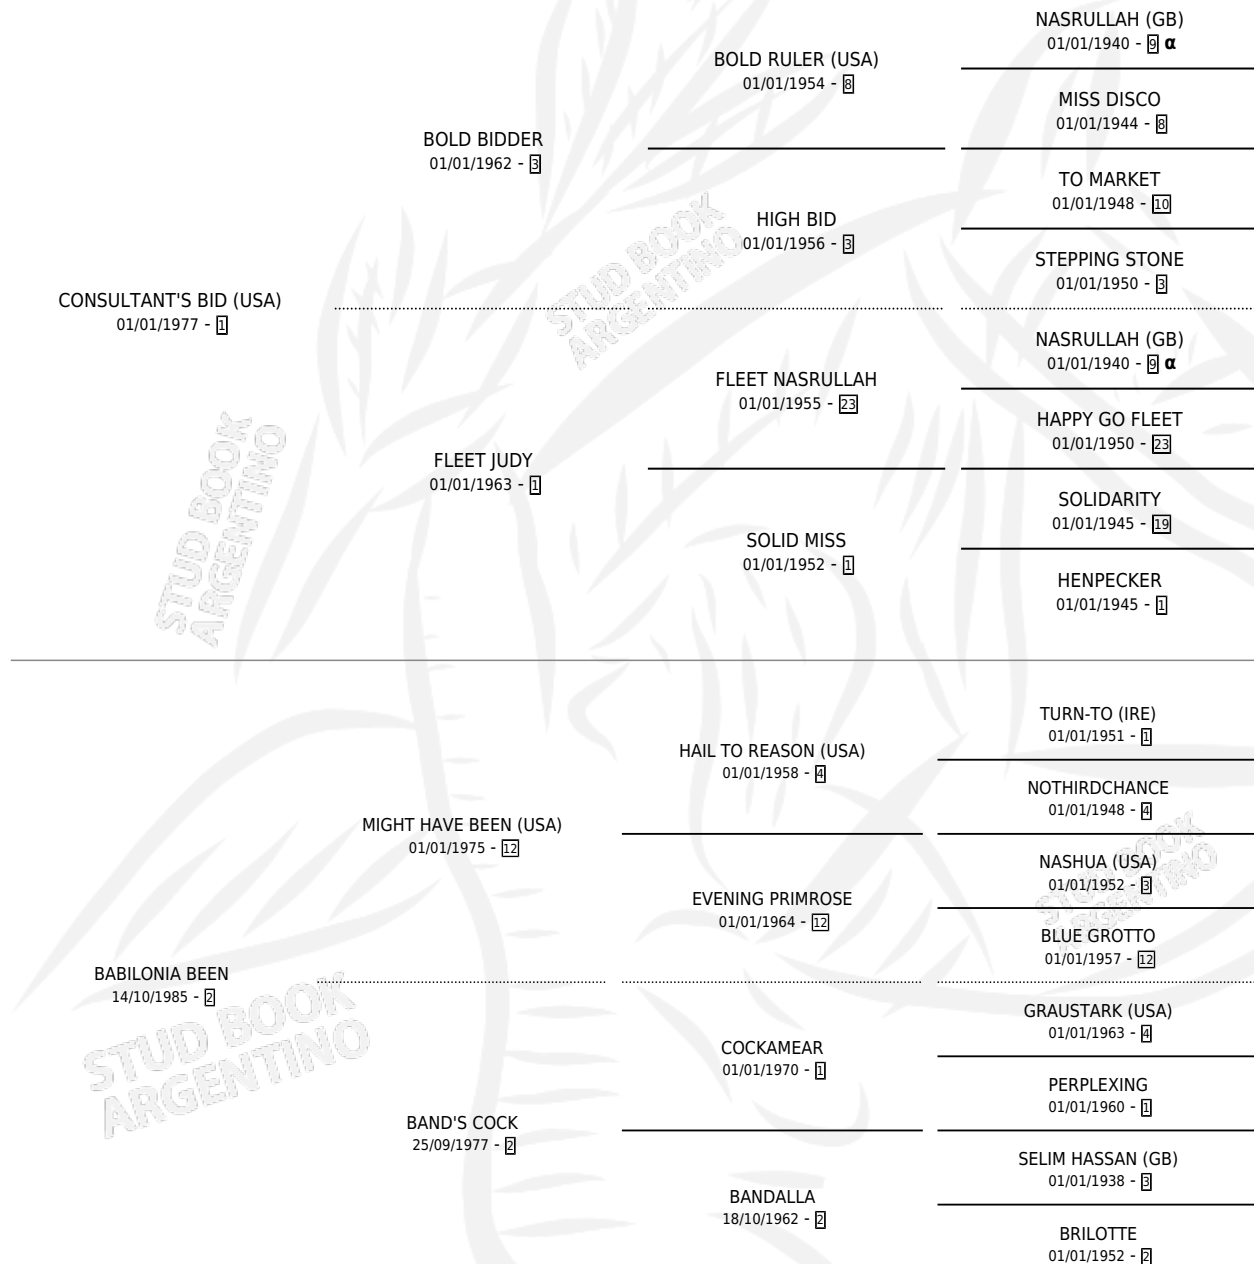 NASRULLAH (GB)
01/01/1940 - 9 α
BOLD RULER (USA)
01/01/1954 - 8
MISS DISCO
01/01/1944 - 8
BOLD BIDDER
01/01/1962 - 3
TO MARKET
01/01/1948 - 10
HIGH BID
01/01/1956 - 3
STEPPING STONE
01/01/1950 - 3
CONSULTANT'S BID (USA)
01/01/1977 - 1
NASRULLAH (GB)
01/01/1940 - 9 α
FLEET NASRULLAH
01/01/1955 - 23
HAPPY GO FLEET
01/01/1950 - 23
FLEET JUDY
01/01/1963 - 1
SOLIDARITY
01/01/1945 - 19
SOLID MISS
01/01/1952 - 1
HENPECKER
01/01/1945 - 1
STUD BOOK
ARGENTINO
STUD BOOK
ARGENTINO
TURN-TO (IRE)
01/01/1951 - 1
HAIL TO REASON (USA)
01/01/1958 - 4
NOTHIRDCHANCE
01/01/1948 - 4
MIGHT HAVE BEEN (USA)
01/01/1975 - 12
NASHUA (USA)
01/01/1952 - 3
EVENING PRIMROSE
01/01/1964 - 12
BLUE GROTTO
01/01/1957 - 12
BABILONIA BEEN
14/10/1985 - 2
GRAUSTARK (USA)
01/01/1963 - 4
COCKAMEAR
01/01/1970 - 1
PERPLEXING
01/01/1960 - 1
BAND'S COCK
25/09/1977 - 2
SELIM HASSAN (GB)
01/01/1938 - 3
BANDALLA
18/10/1962 - 2
BRILOTTE
01/01/1952 - 2
STUD BOOK
ARGENTINO
STUD BOOK
ARGENTINO